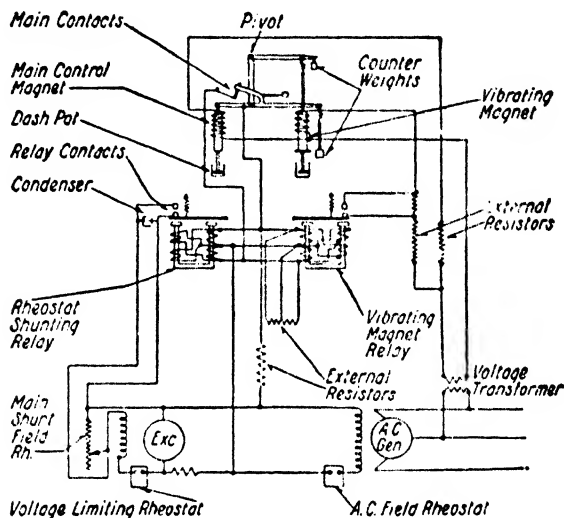 Main Contacts
Pivot
Main Control
Magnet
Counter
Weights
Dash Pot
Vibrating
Magnet
Relay Contacts
Condenser
External
Resistors
Rheostat
Shunting
Relay
Vibrating
Magnet
Relay
Voltage
Transformer
External
Resistors
Main
Shunt
Field
Rh.
Exc
A.C
Gen
Voltage Limiting Rheostat
A.C. Field Rheostat